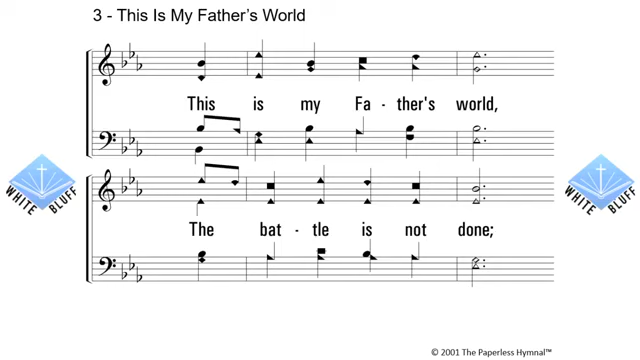 3 - This Is My Father's World
This is my Fa - ther's world,
WHITE BLUFF
WHITE BLUFF
The bat - tle is not done;
© 2001 The Paperless Hymnal™